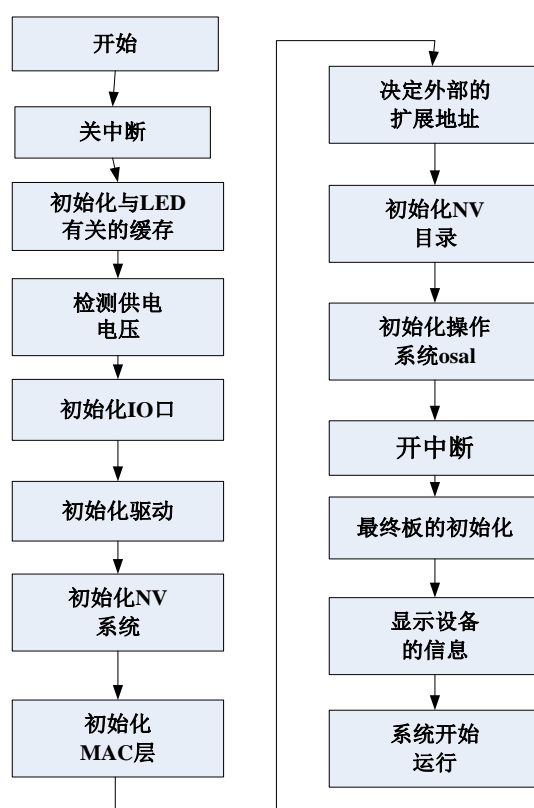 开始
关中断
初始化与LED
有关的缓存
检测供电
电压
初始化IO口
初始化驱动
初始化NV
系统
初始化
MAC层
决定外部的
扩展地址
初始化NV
目录
初始化操作
系统osal
开中断
最终板的初始化
显示设备
的信息
系统开始
运行